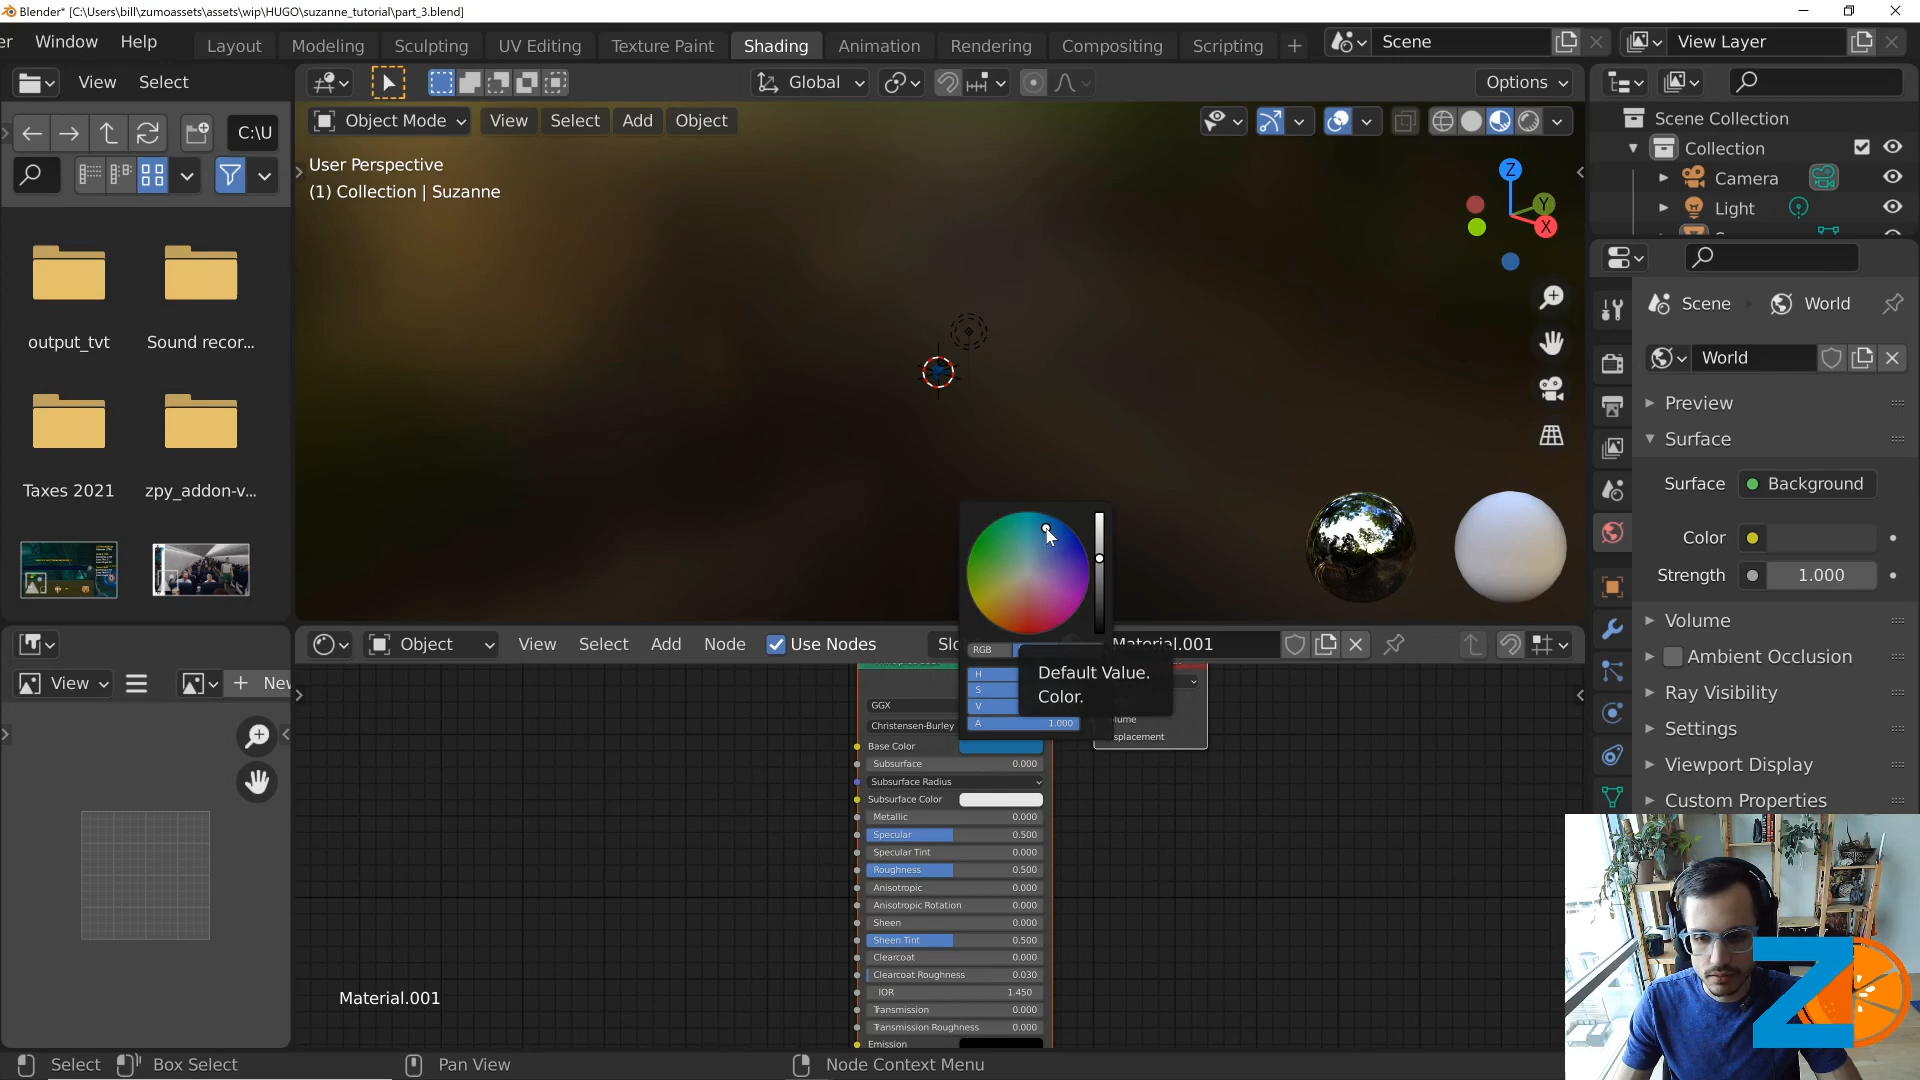 Blender* [C:\Users\bill\zumoassets\assets\wip\HUGO\suzanne_tutorial\part_3.blend]
er Window Help Layout Modeling Sculpting UV Editing Texture Paint Shading Animation Rendering Compositing Scripting + Scene View Layer
View Select Global Options
C:\U Object Mode View Select Add Object
User Perspective
(1) Collection | Suzanne
Z
Y
X
Scene Collection
Collection
Camera
Light
output_tvt Sound recor...
Taxes 2021 zpy_addon-v...
Scene World
World
Preview
Surface
Surface Background
Color
Strength 1.000
Volume
Ambient Occlusion
Ray Visibility
Settings
Viewport Display
Custom Properties
Object View Select Add Node Use Nodes Slo Material.001
View + New
RGB
H
S
V
A 1.000
Default Value.
Color.
GGX
Christensen-Burley
olume
splacement
Base Color
Subsurface 0.000
Subsurface Radius
Subsurface Color
Metallic 0.000
Specular 0.500
Specular Tint 0.000
Roughness 0.500
Anisotropic 0.000
Anisotropic Rotation 0.000
Sheen 0.000
Sheen Tint 0.500
Clearcoat 0.000
Clearcoat Roughness 0.030
IOR 1.450
Transmission 0.000
Transmission Roughness 0.000
Emission
Material.001
Z
Select Box Select Pan View Node Context Menu